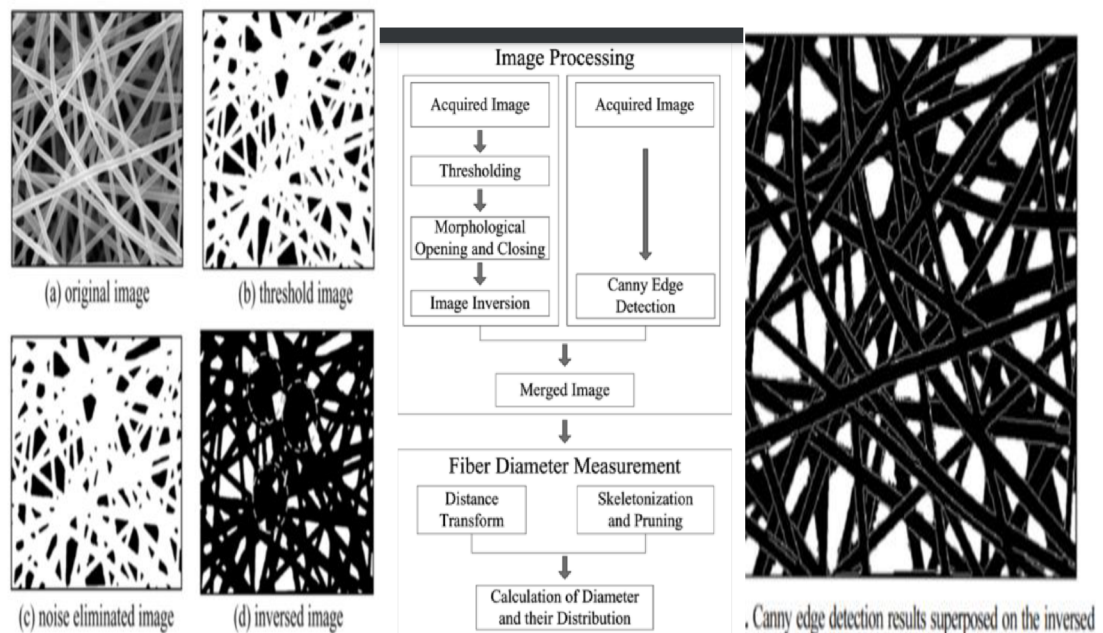 (a) original image
(b) threshold image
(c) noise eliminated image
(d) inversed image
Image Processing
Acquired Image
Thresholding
Morphological
Opening and Closing
Image Inversion
Acquired Image
Canny Edge
Detection
Merged Image
Fiber Diameter Measurement
Distance
Transform
Skeletonization
and Pruning
Calculation of Diameter
and their Distribution
. Canny edge detection results superposed on the inversed